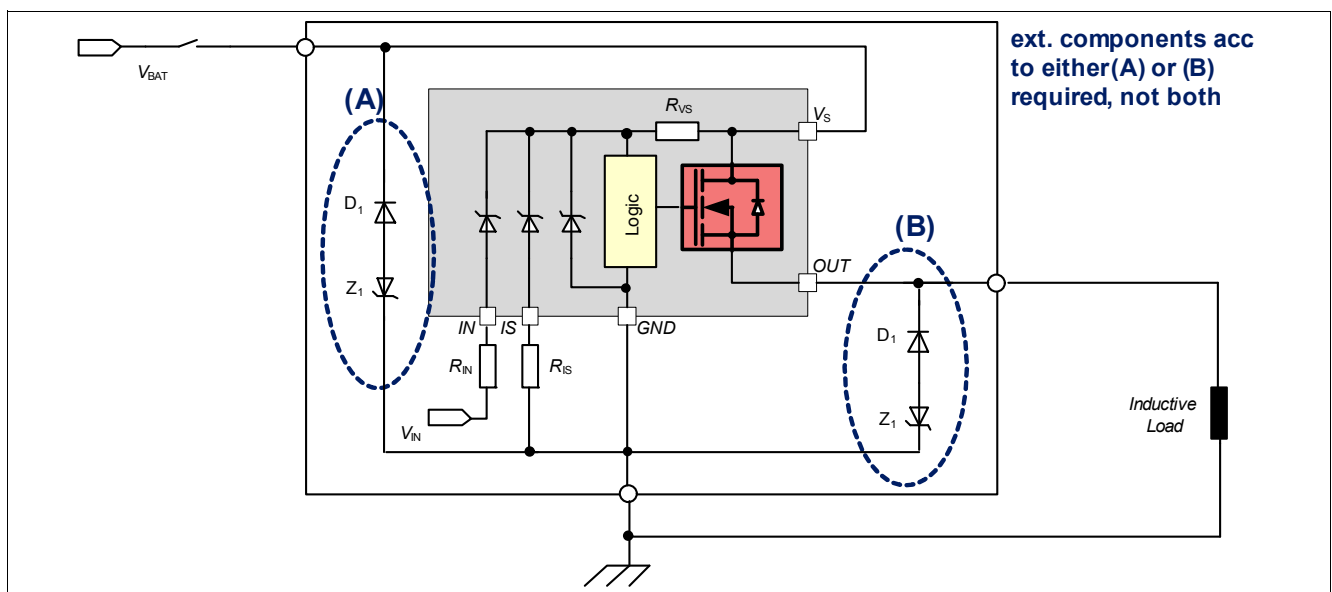 ext. components acc
to either(A) or (B)
required, not both
VBAT
(A)
RVS
VS
D1
Logic
(B)
Z1
OUT
IN
IS
GND
D1
RIN
RIS
Z1
Inductive
Load
VIN